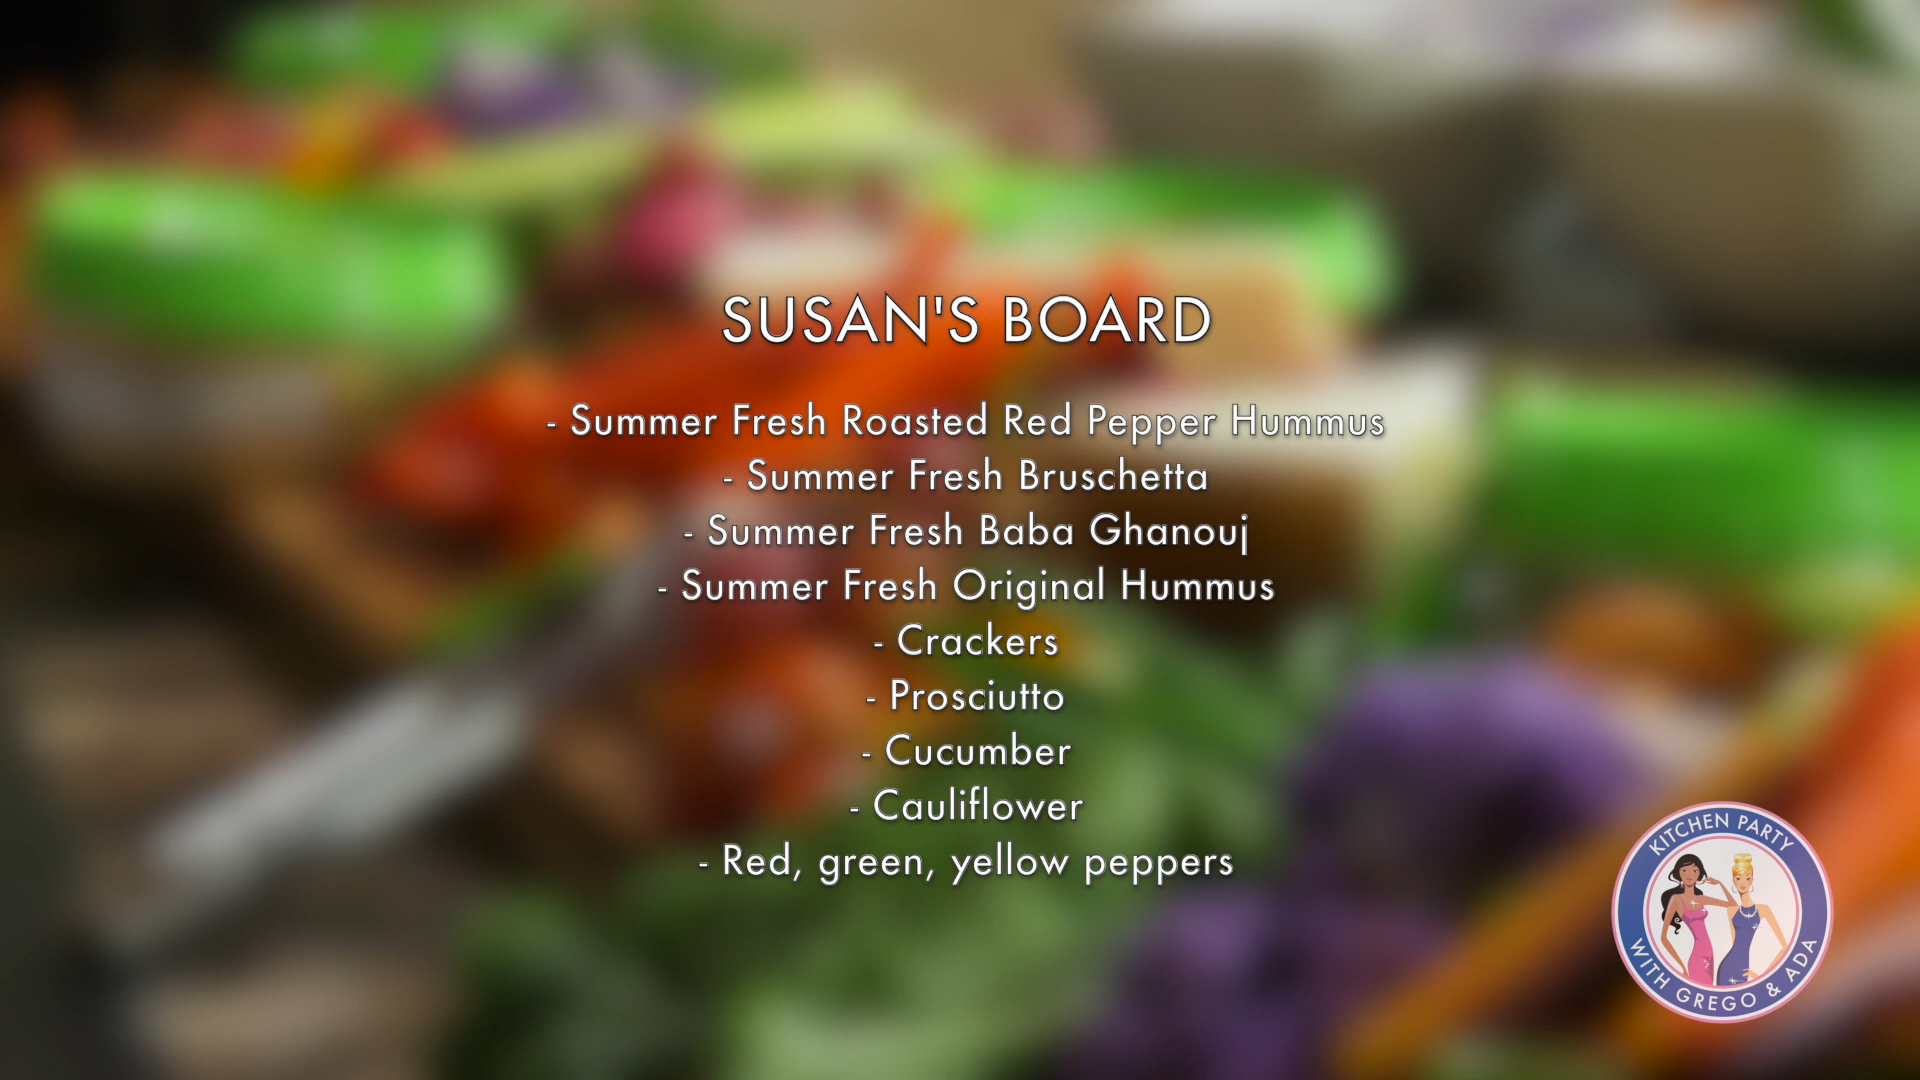 SUSAN'S BOARD
- Summer Fresh Roasted Red Pepper Hummus
- Summer Fresh Bruschetta
- Summer Fresh Baba Ghanouj
- Summer Fresh Original Hummus
- Crackers
- Prosciutto
- Cucumber
- Cauliflower
- Red, green, yellow peppers
KITCHEN PARTY
WITH GREGO & ADA